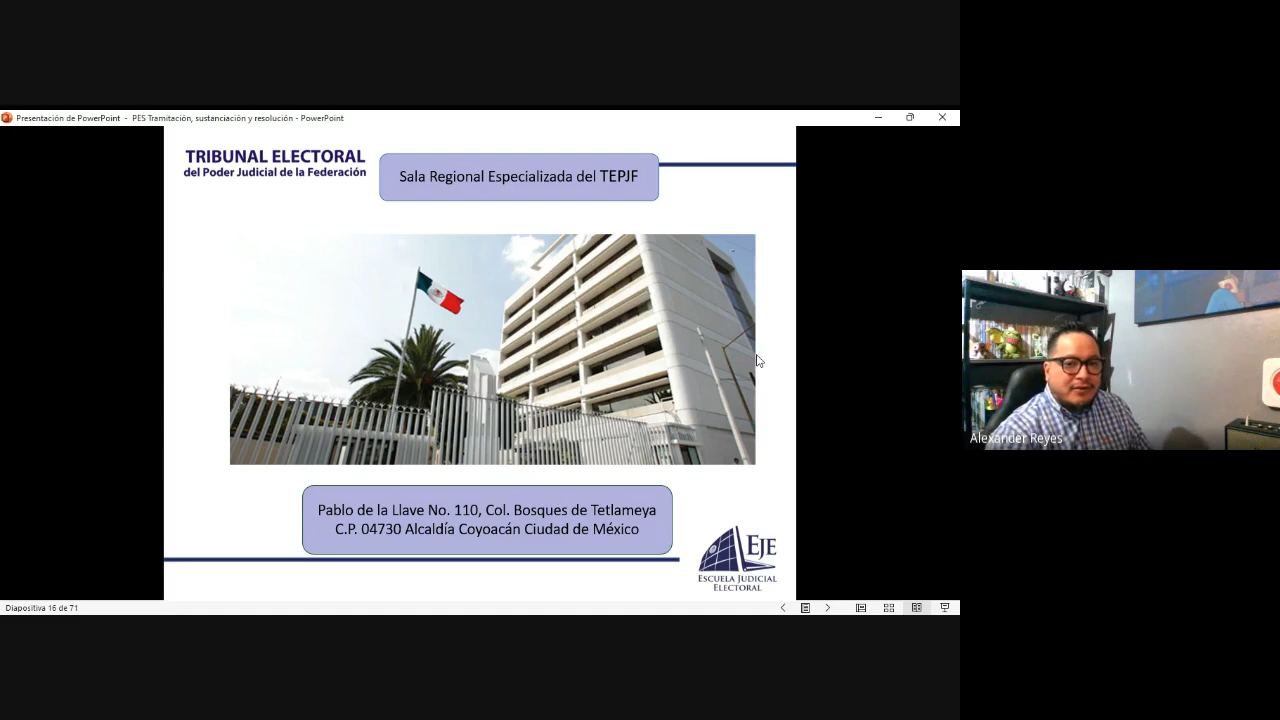 Presentación de PowerPoint - PES Tramitación, sustanciación y resolución - PowerPoint
TRIBUNAL ELECTORAL
del Poder Judicial de la Federación
Sala Regional Especializada del TEPJF
Pablo de la Llave No. 110, Col. Bosques de Tetlameya
C.P. 04730 Alcaldía Coyoacán Ciudad de México
EJE
ESCUELA JUDICIAL
ELECTORAL
Diapositiva 16 de 71
Alexander Reyes